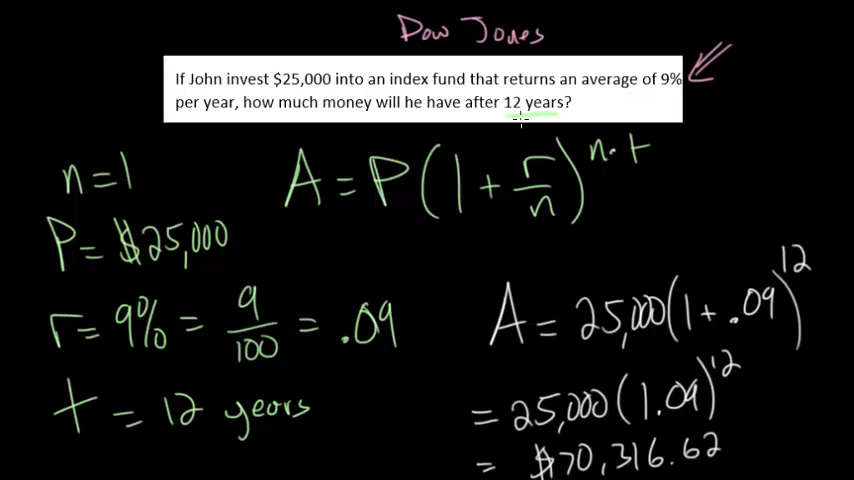 Dow Jones
If John invest $25,000 into an index fund that returns an average of 9%
per year, how much money will he have after 12 years?
n=1
A = P(1 + r/n)^n·t
P = $25,000
r = 9% = 9/100 = .09
t = 12 years
A = 25,000(1 + .09)^12
= 25,000(1.09)^12
= $70,316.62